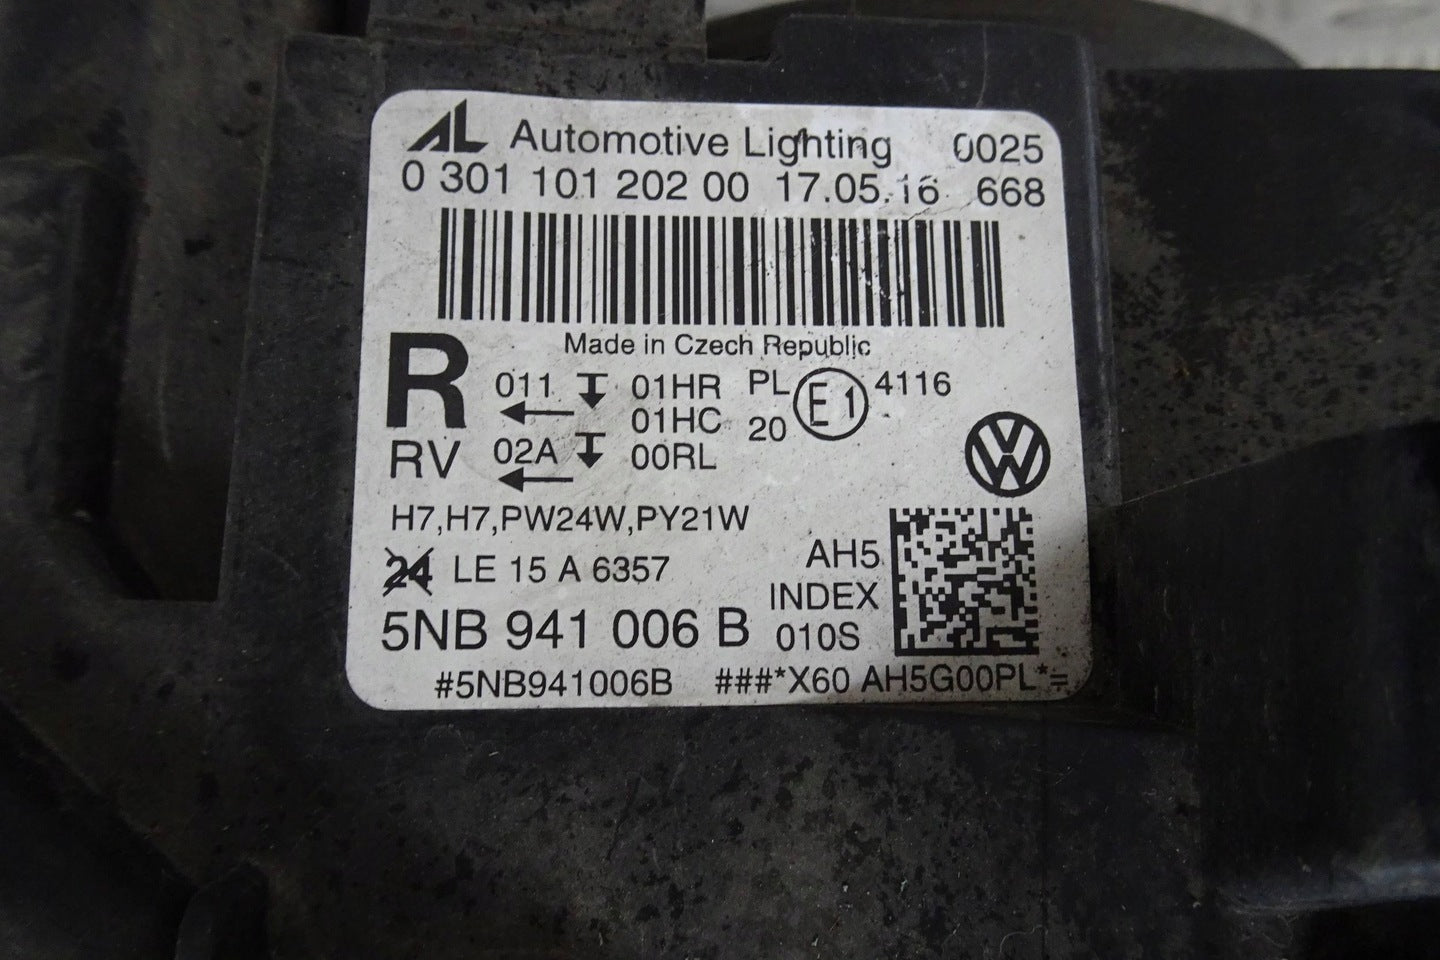 AL Automotive Lighting 0025
0 301 101 202 00 17.05.16 668
Made in Czech Republic
R 011 01HR PL E1 4116
01HC 20
RV 02A 00RL
VW
H7,H7,PW24W,PY21W
24 LE 15 A 6357
AH5
INDEX
5NB 941 006 B 010S
#5NB941006B ###*X60 AH5G00PL*=